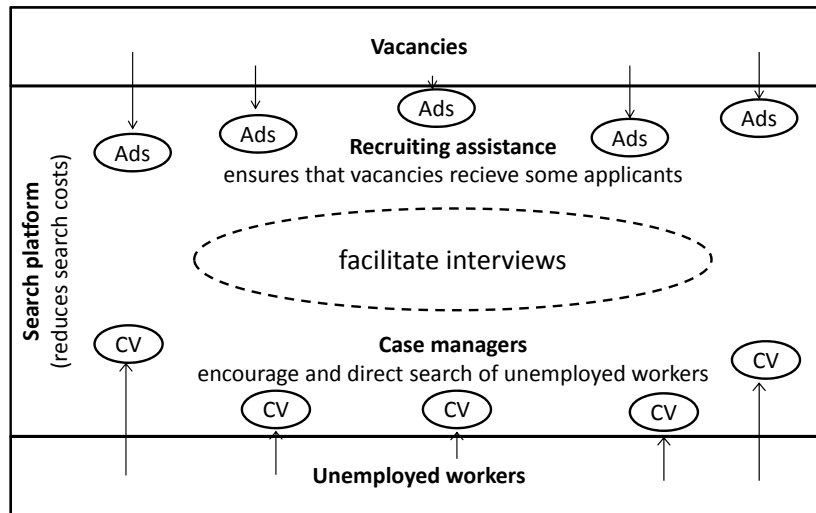 Vacancies
Ads
Ads
Ads
Ads
Ads
Recruiting assistance
ensures that vacancies recieve some applicants
Search platform
(reduces search costs)
facilitate interviews
CV
Case managers
encourage and direct search of unemployed workers
CV
CV
CV
CV
Unemployed workers